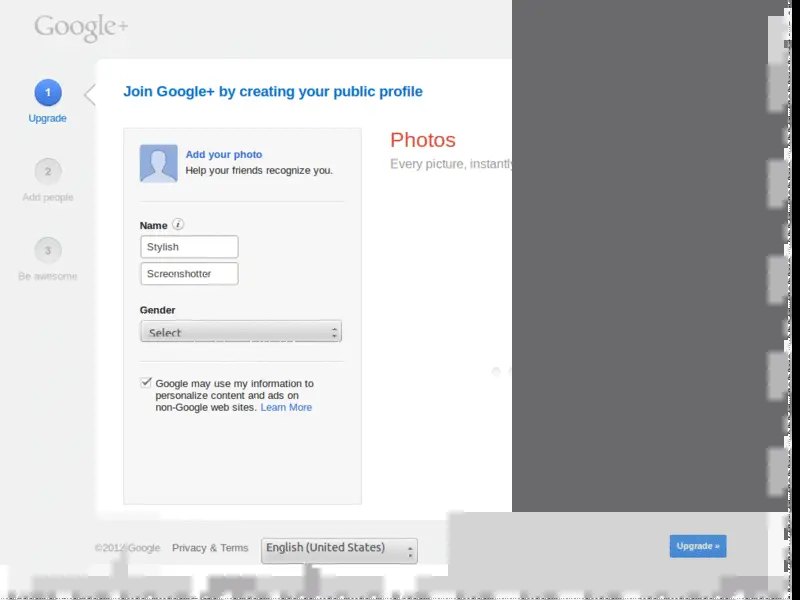 Google+
1
Upgrade
2
Add people
3
Be awesome
Join Google+ by creating your public profile
Add your photo
Help your friends recognize you.
Name i
Stylish
Screenshotter
Gender
Select
Google may use my information to
personalize content and ads on
non-Google web sites. Learn More
Photos
Every picture, instantly
©2012 Google Privacy & Terms English (United States)
Upgrade »